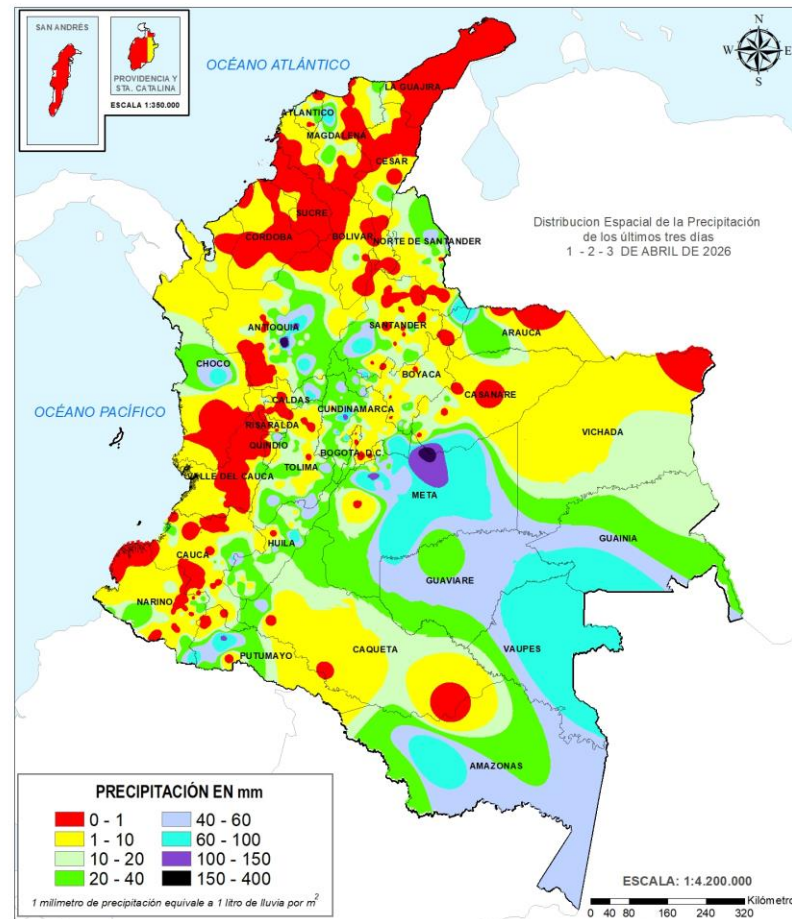 SAN ANDRÉS
PROVIDENCIA Y
STA. CATALINA
ESCALA 1:350.000
OCÉANO ATLÁNTICO
N
W
E
S
LA GUAJIRA
ATLANTICO
MAGDALENA
CESAR
SUCRE
CORDOBA
BOLIVAR
NORTE DE SANTANDER
Distribucion Espacial de la Precipitación
de los últimos tres días
1 - 2 - 3 DE ABRIL DE 2026
ANTIOQUIA
SANTANDER
ARAUCA
CHOCO
BOYACA
CASANARE
OCÉANO PACÍFICO
CALDAS
CUNDINAMARCA
RISARALDA
VICHADA
QUINDIO
BOGOTA D.C.
TOLIMA
VALLE DEL CAUCA
META
GUAINIA
HUILA
CAUCA
GUAVIARE
NARINO
VAUPES
CAQUETA
PUTUMAYO
AMAZONAS
PRECIPITACIÓN EN mm
0 - 1
40 - 60
1 - 10
60 - 100
10 - 20
100 - 150
20 - 40
150 - 400
1 milímetro de precipitación equivale a 1 litro de lluvia por m²
ESCALA: 1:4.200.000
Kilómetro
40 80 160 240 320